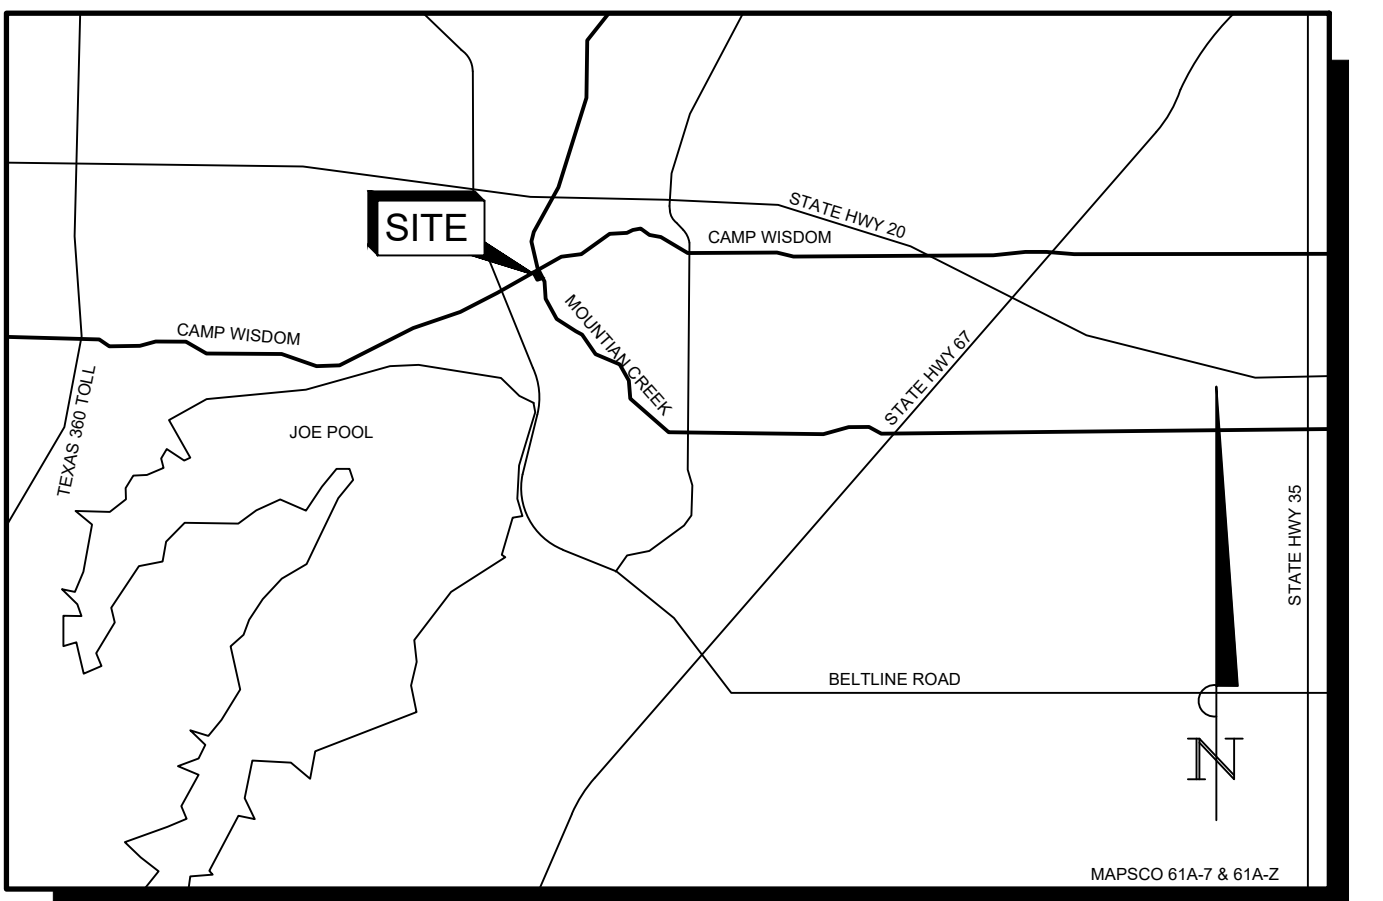 STATE HWY 20
SITE
CAMP WISDOM
CAMP WISDOM
MOUNTIAN CREEK
STATE HWY 67
TEXAS 360 TOLL
JOE POOL
STATE HWY 35
BELTLINE ROAD
N
MAPSCO 61A-7 & 61A-Z